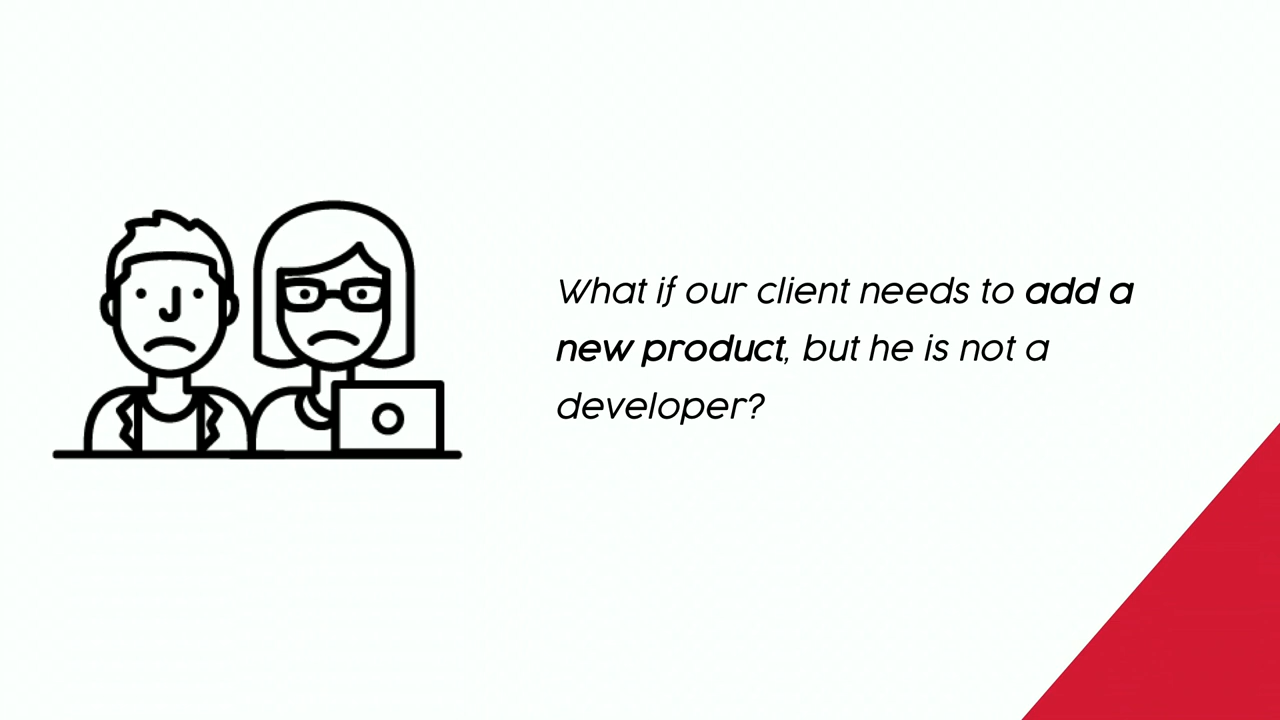 What if our client needs to add a
new product, but he is not a
developer?